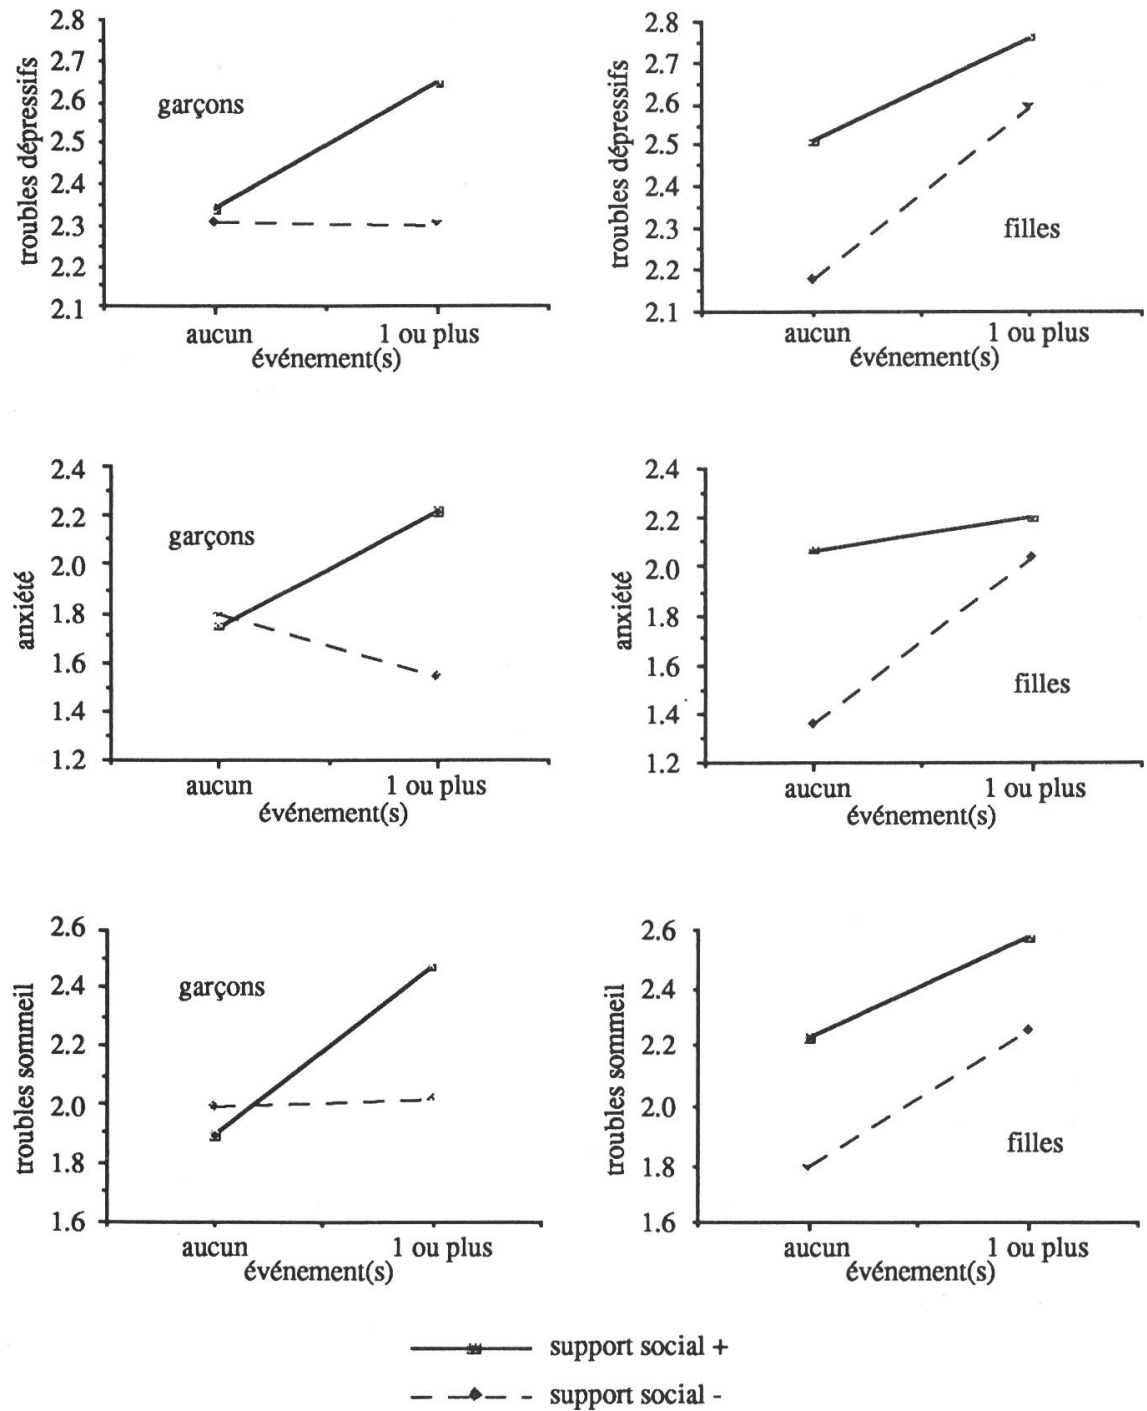 troubles dépressifs
2.8
2.7
2.6
2.5
2.4
2.3
2.2
2.1
garçons
aucun
1 ou plus
événement(s)
troubles dépressifs
2.8
2.7
2.6
2.5
2.4
2.3
2.2
2.1
filles
aucun
1 ou plus
événement(s)
anxiété
2.4
2.2
2.0
1.8
1.6
1.4
1.2
garçons
aucun
1 ou plus
événement(s)
anxiété
2.4
2.2
2.0
1.8
1.6
1.4
1.2
filles
aucun
1 ou plus
événement(s)
troubles sommeil
2.6
2.4
2.2
2.0
1.8
1.6
garçons
aucun
1 ou plus
événement(s)
troubles sommeil
2.6
2.4
2.2
2.0
1.8
1.6
filles
aucun
1 ou plus
événement(s)
support social +
support social -